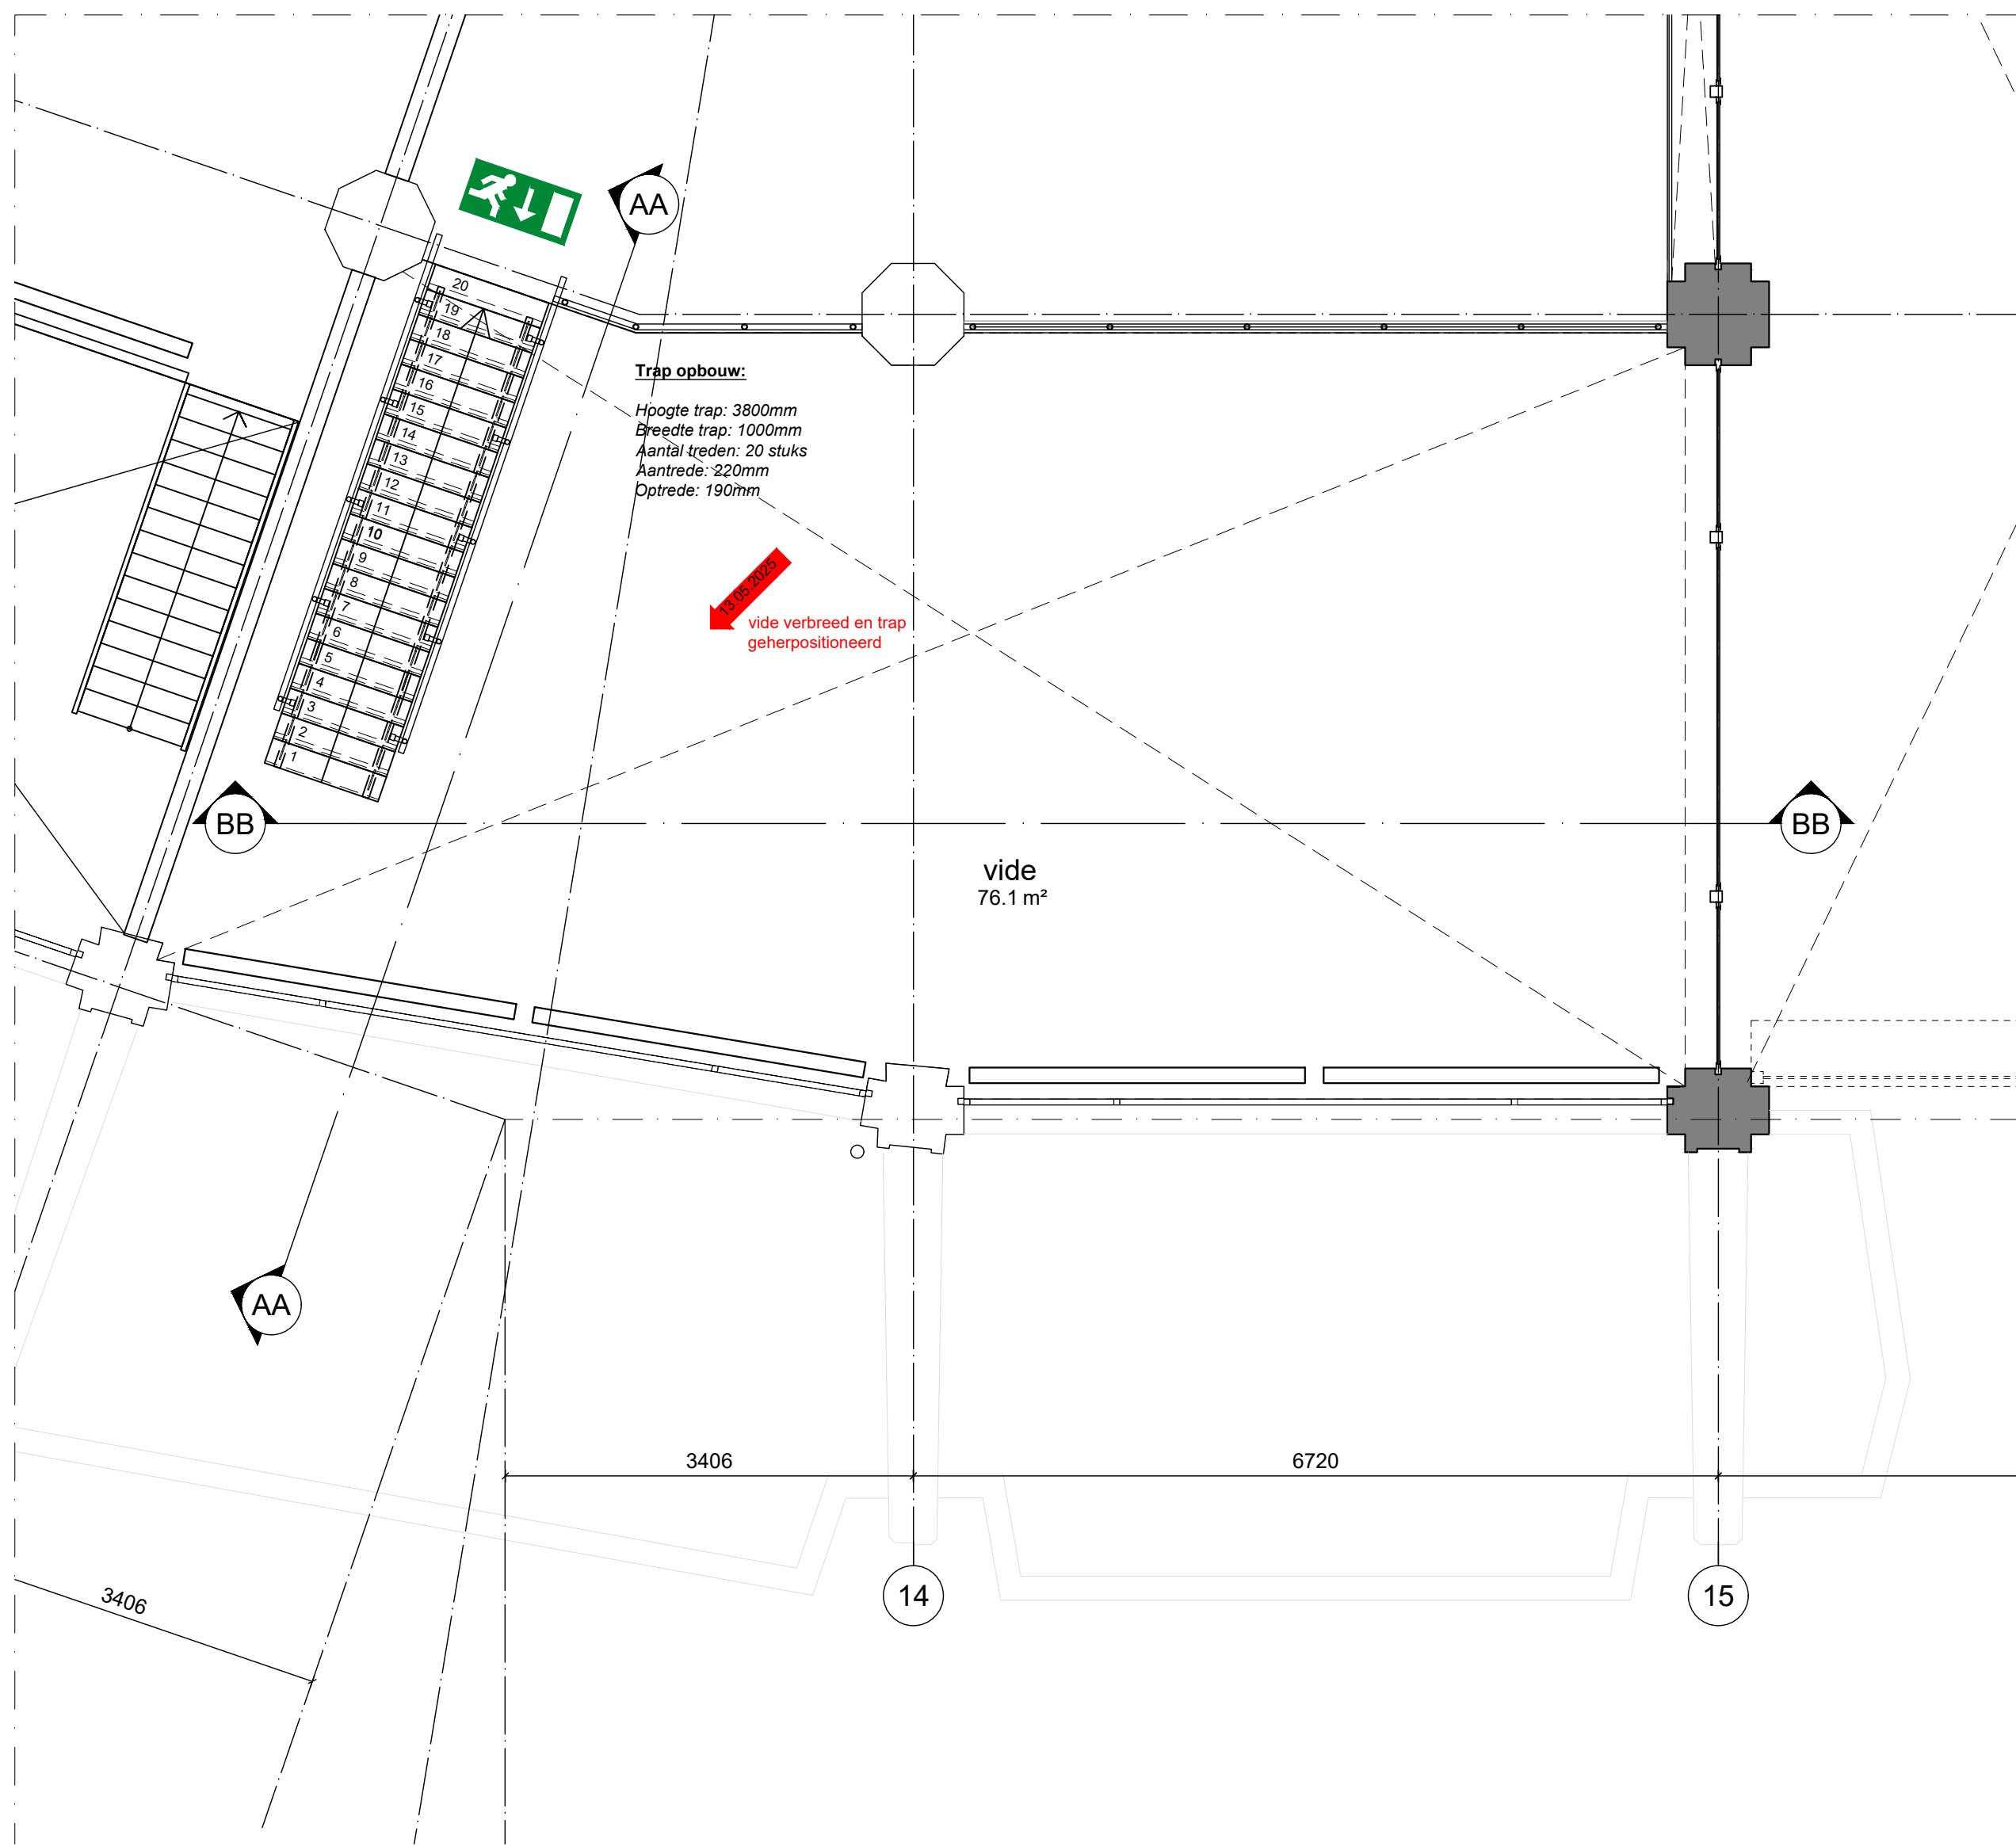 AA
20
19
18
17
16
15
14
13
12
11
10
9
8
7
6
5
4
3
2
1
Trap opbouw:
Hoogte trap: 3800mm
Breedte trap: 1000mm
Aantal treden: 20 stuks
Aantrede: 220mm
Optrede: 190mm
13.05.2025
vide verbreed en trap
geherpositioneerd
BB
BB
vide
76.1 m²
AA
3406
6720
3406
14
15